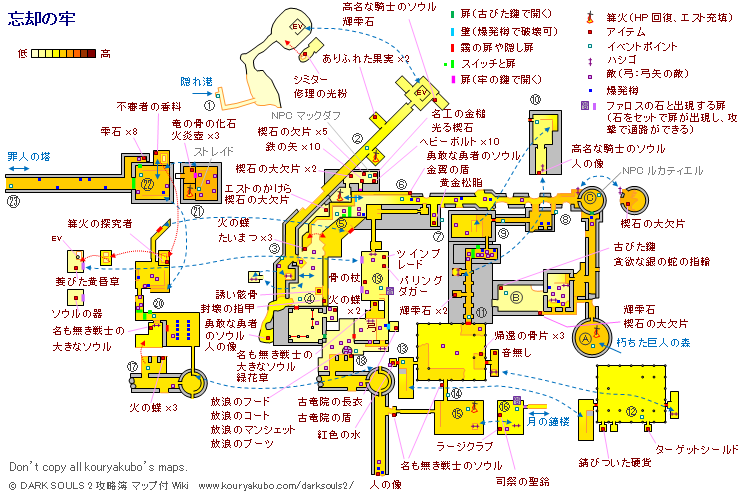 忘却の牢
低
高
高名な騎士のソウル
輝雫石
扉(古びた鍵で開く)
壁(爆発樽で破壊可)
霧の扉や隠し扉
スイッチと扉
扉(牢の鍵で開く)
篝火(HP回復、エスト充填)
アイテム
イベントポイント
ハシゴ
敵(弓:弓矢の敵)
爆発樽
ファロスの石と出現する扉
(石をセットで扉が出現し、攻
撃で通路ができる)
EV
隠れ港
①
シミター
修理の光粉
ありふれた果実 ×2
EV
不審者の香料
竜の骨の化石
火炎壺 ×3
雫石 ×8
ストレイド
NPC マックダフ
楔石の大欠片 ×5
鉄の矢 ×10
楔石の大欠片 ×2
②
名工の金槌
光る楔石
ヘビーボルト ×10
勇敢な勇者のソウル
金翼の盾
黄金松脂
⑩
高名な騎士のソウル
人の像
NPC ルカティエル
罪人の塔
㉓
㉒
㉑
エストのかけら
楔石の大欠片
⑥
⑤
⑦
⑧
⑨
C
楔石の大欠片
篝火の探究者
EV
火の蝶
たいまつ ×3
③
ツイン
ブレード
パリング
ダガー
古びた鍵
貪欲な銀の蛇の指輪
萎びた黄昏草
ソウルの器
⑳
誘い骸骨
封壊の指甲
④
骨の杖
火の蝶
×2
⑲
輝雫石 ×2
⑪
B
輝雫石
楔石の大欠片
A
朽ちた巨人の森
名も無き戦士の
大きなソウル
勇敢な勇者
のソウル
人の像
名も無き戦士の
大きなソウル
緑花草
弓
⑱
⑬
帰還の骨片 ×3
音無し
⑰
火の蝶 ×3
放浪のフード
放浪のコート
放浪のマンシェット
放浪のブーツ
古竜院の長衣
古竜院の盾
紅色の水
⑭
⑮
⑯
月の鐘楼
⑫
ラージクラブ
名も無き戦士のソウル
人の像
司祭の聖鈴
錆びついた硬貨
ターゲットシールド
Don't copy all kouryakubo's maps.
© DARK SOULS 2 攻略簿 マップ付 Wiki www.kouryakubo.com/darksouls2/